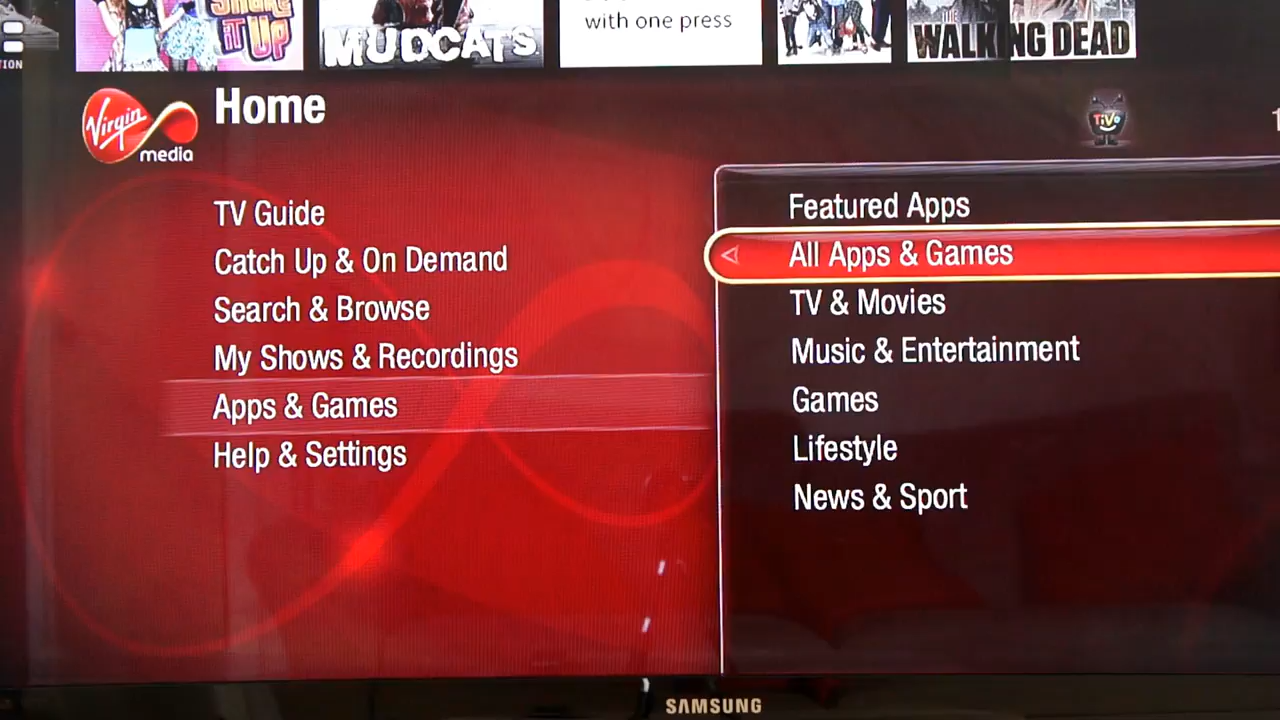 TION
SHAKE
IT UP
MUDCATS
with one press
THE
WALKING DEAD
Virgin
media
Home
TiVo
TV Guide
Catch Up & On Demand
Search & Browse
My Shows & Recordings
Apps & Games
Help & Settings
Featured Apps
All Apps & Games
TV & Movies
Music & Entertainment
Games
Lifestyle
News & Sport
SAMSUNG